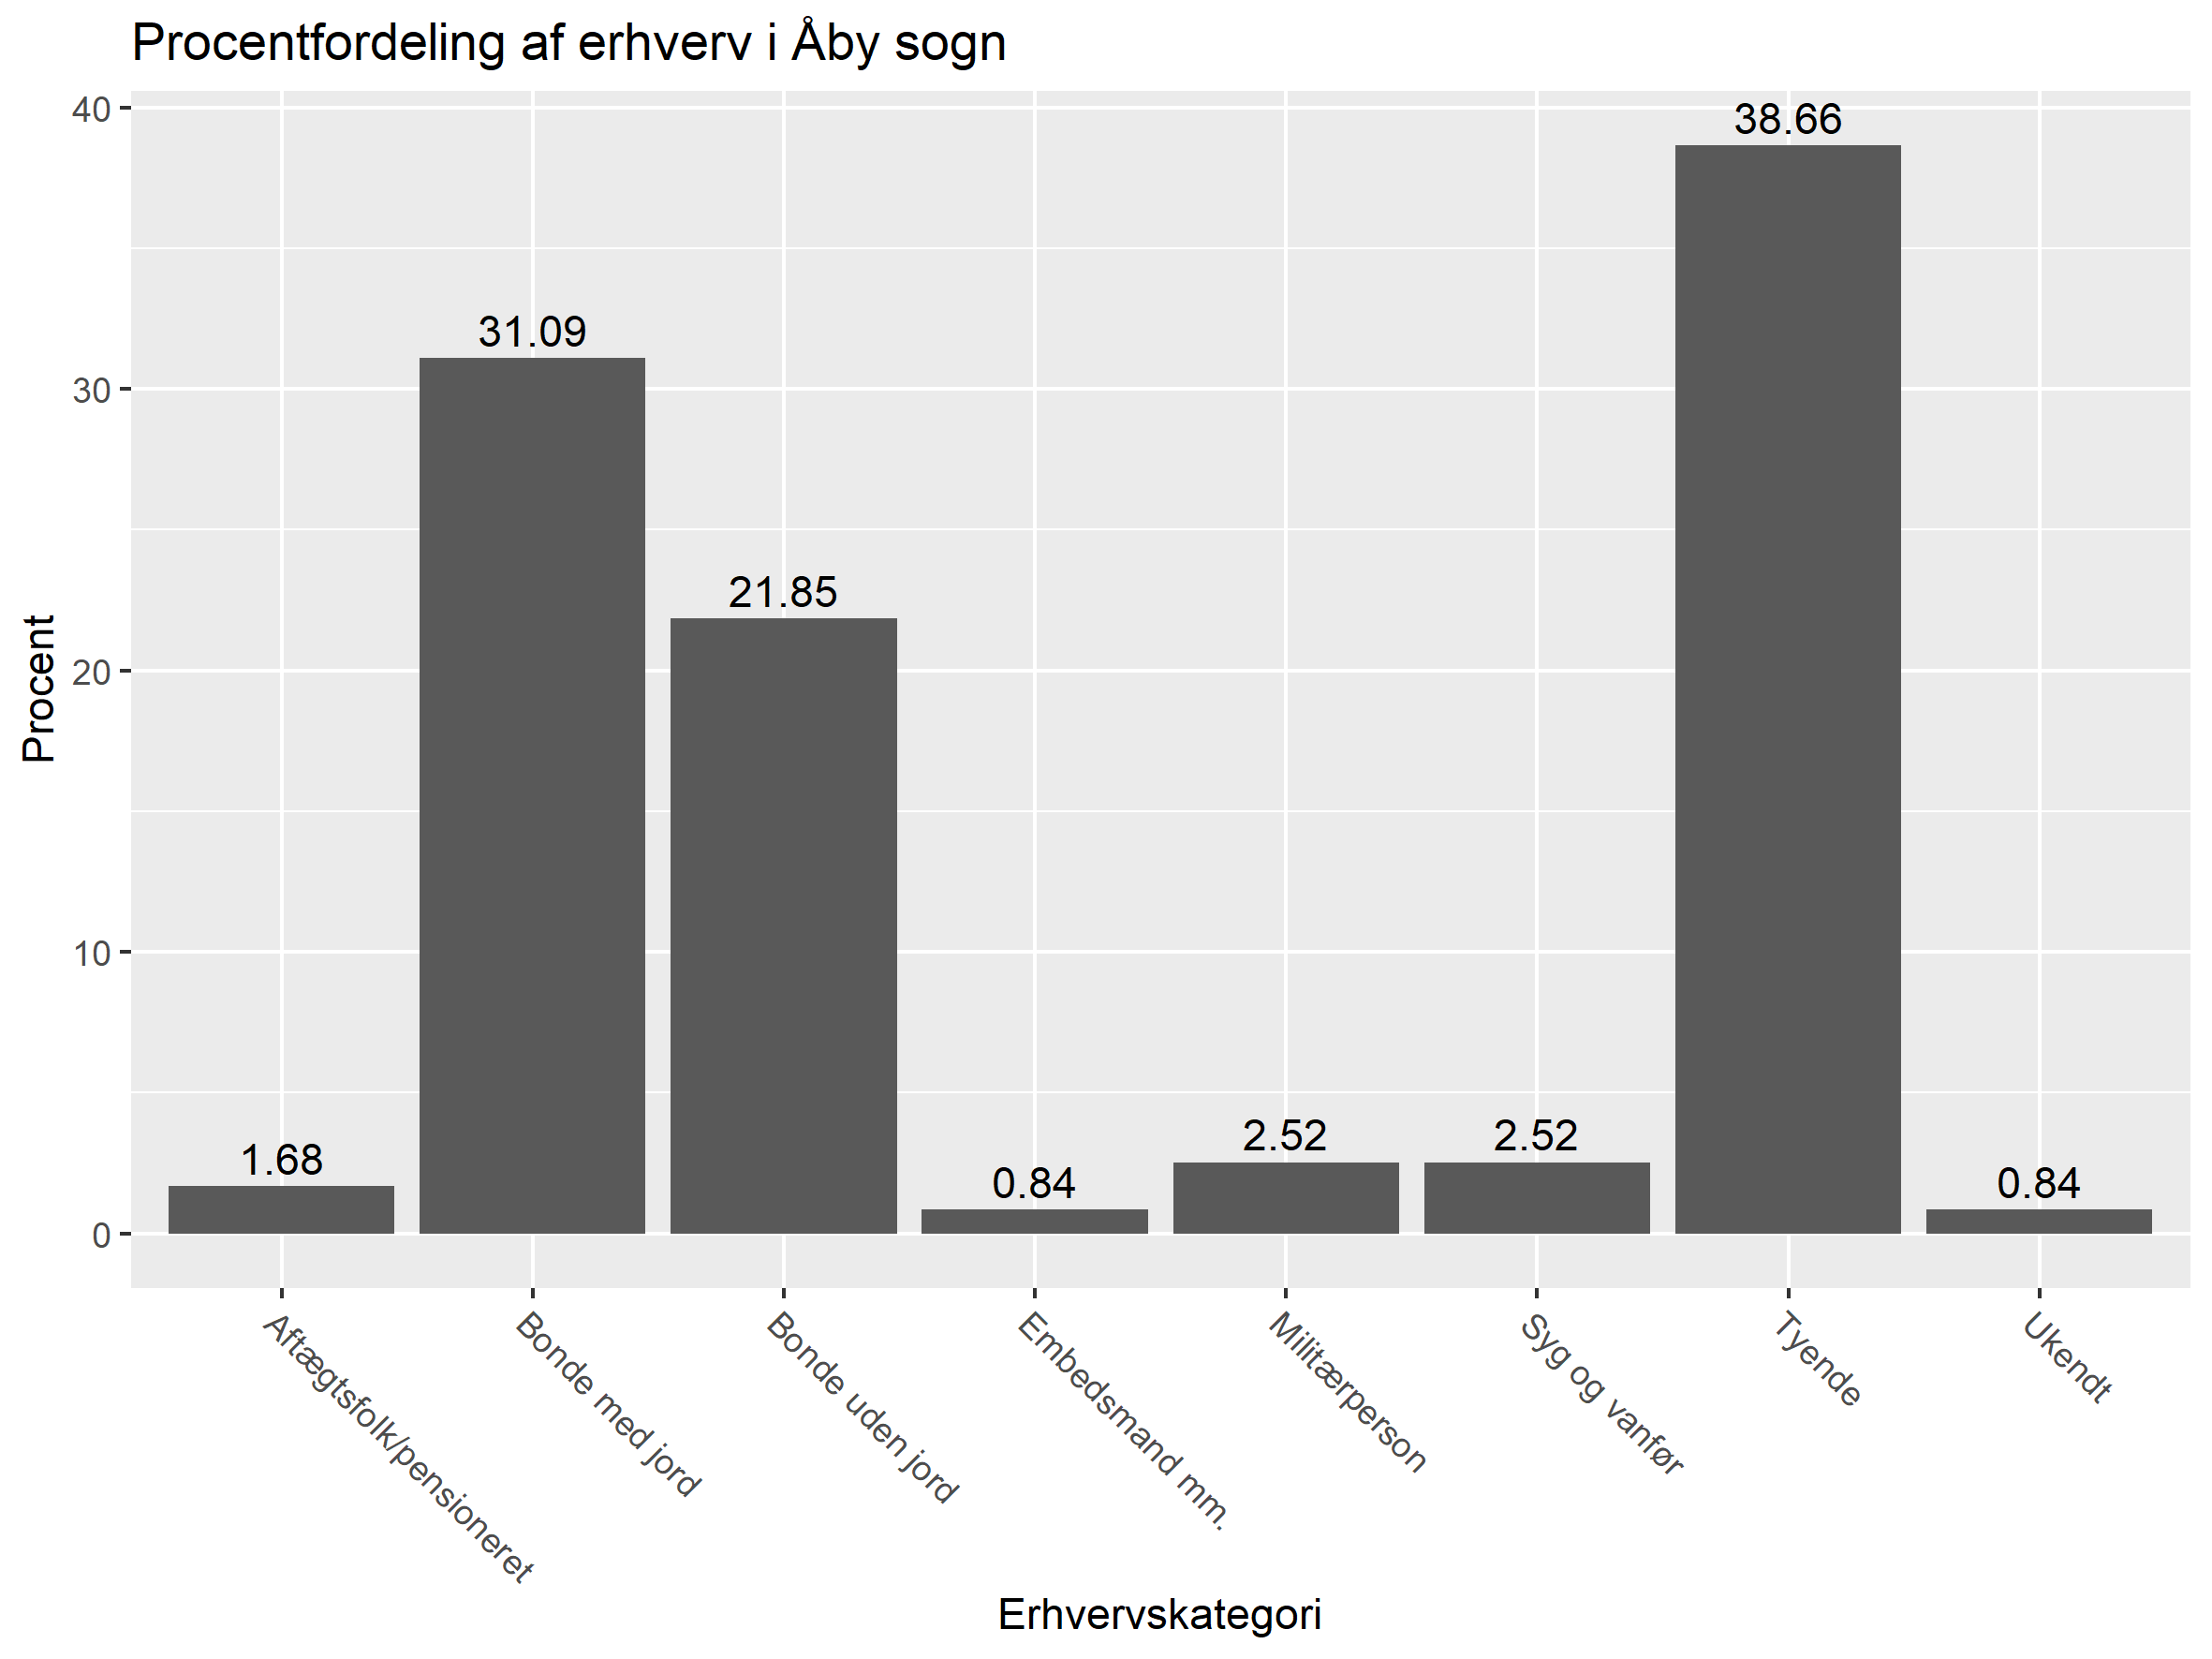 Procentfordeling af erhverv i Åby sogn
Procent
40
30
20
10
0
1.68
31.09
21.85
0.84
2.52
2.52
38.66
0.84
Aftægtsfolk/pensioneret
Bonde med jord
Bonde uden jord
Embedsmand mm.
Militærperson
Syg og vanfør
Tyende
Ukendt
Erhvervskategori